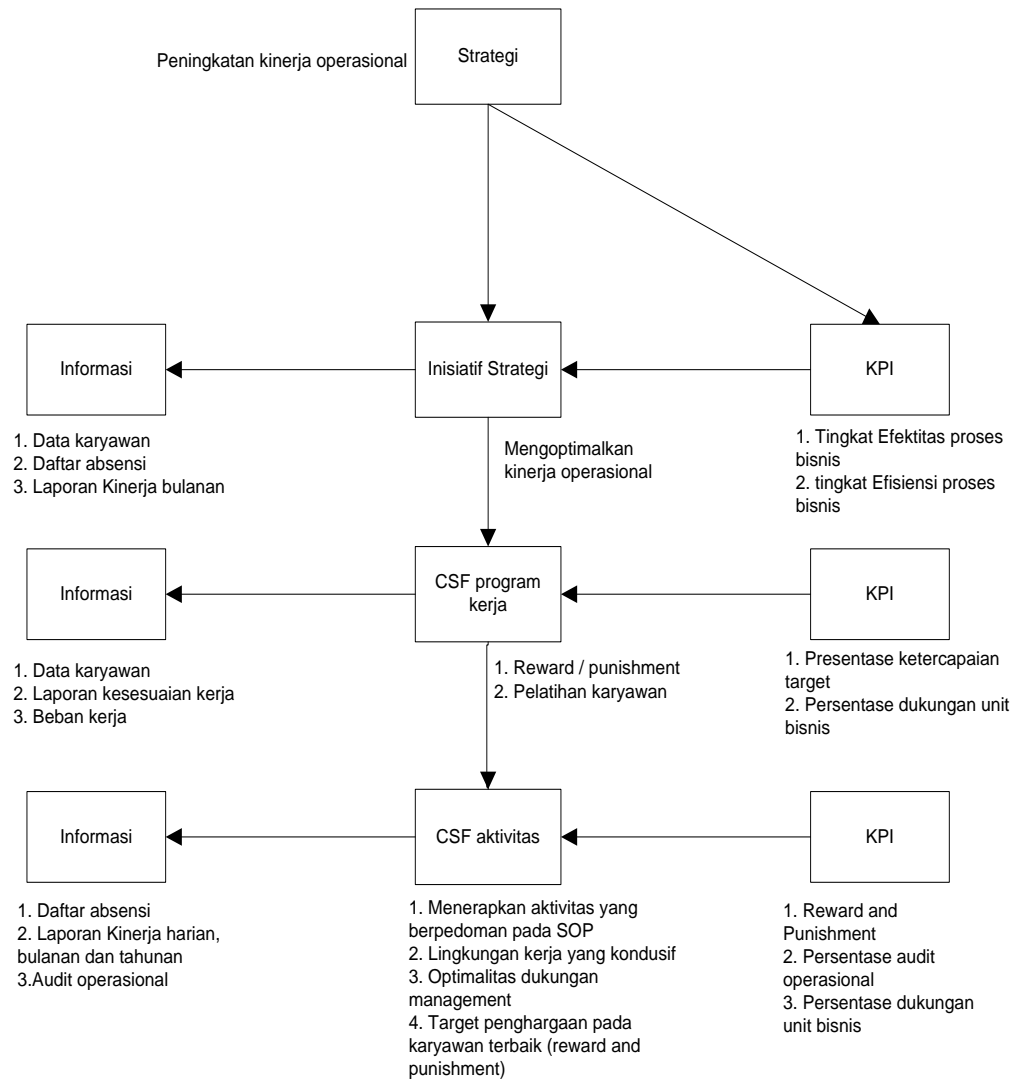 Peningkatan kinerja operasional
Strategi
Informasi
Inisiatif Strategi
KPI
1. Data karyawan
2. Daftar absensi
3. Laporan Kinerja bulanan
Mengoptimalkan
kinerja operasional
1. Tingkat Efektitas proses
bisnis
2. tingkat Efisiensi proses
bisnis
Informasi
CSF program
kerja
KPI
1. Data karyawan
2. Laporan kesesuaian kerja
3. Beban kerja
1. Reward / punishment
2. Pelatihan karyawan
1. Presentase ketercapaian
target
2. Persentase dukungan unit
bisnis
Informasi
CSF aktivitas
KPI
1. Daftar absensi
2. Laporan Kinerja harian,
bulanan dan tahunan
3.Audit operasional
1. Menerapkan aktivitas yang
berpedoman pada SOP
2. Lingkungan kerja yang kondusif
3. Optimalitas dukungan
management
4. Target penghargaan pada
karyawan terbaik (reward and
punishment)
1. Reward and
Punishment
2. Persentase audit
operasional
3. Persentase dukungan
unit bisnis